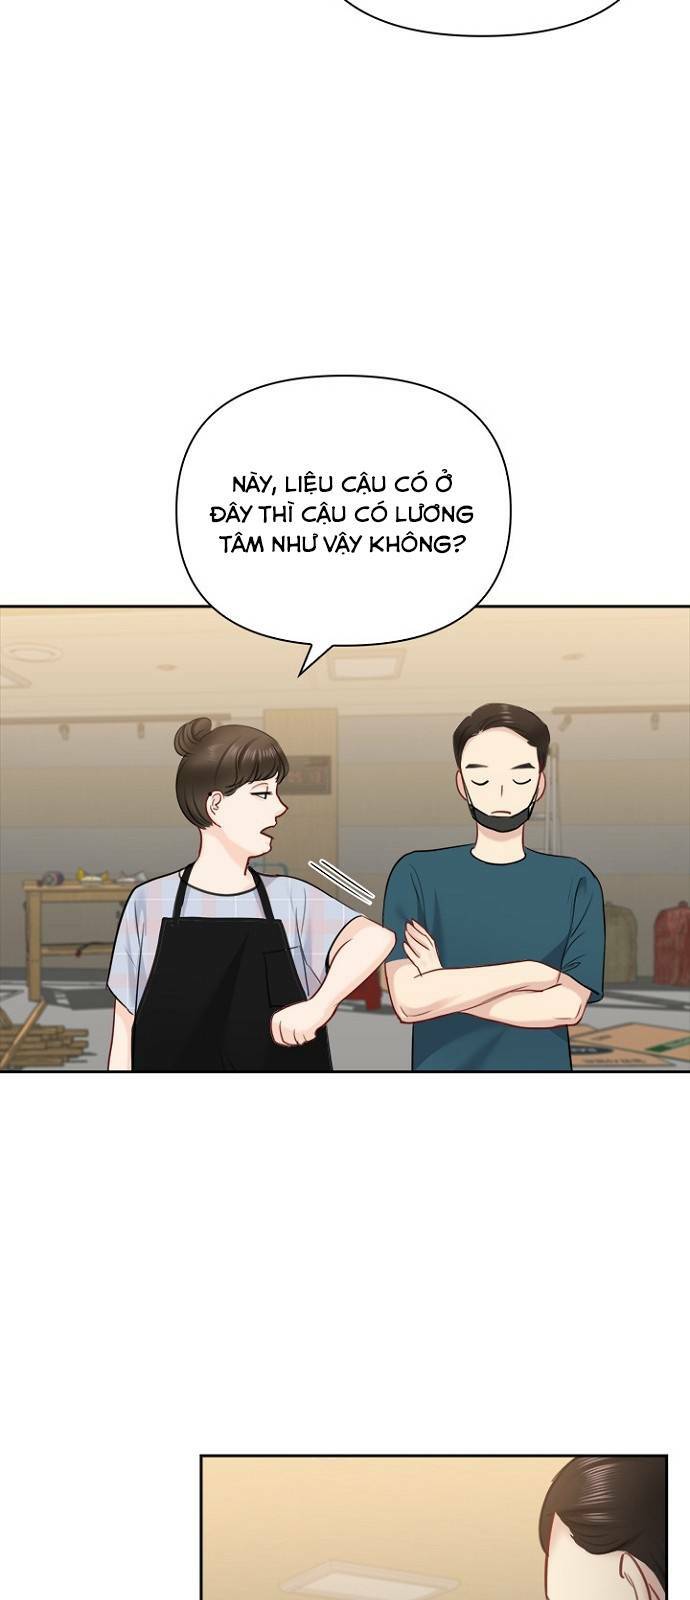 NÀY, LIỆU CẬU CÓ Ở
ĐÂY THÌ CẬU CÓ LƯƠNG
TÂM NHƯ VẬY KHÔNG?